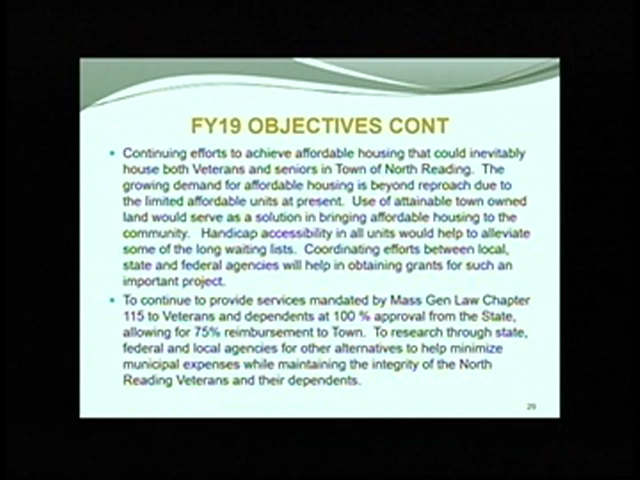 FY19 OBJECTIVES CONT
• Continuing efforts to achieve affordable housing that could inevitably
house both Veterans and seniors in Town of North Reading. The
growing demand for affordable housing is beyond reproach due to
the limited affordable units at present. Use of attainable town owned
land would serve as a solution in bringing affordable housing to the
community. Handicap accessibility in all units would help to alleviate
some of the long waiting lists. Coordinating efforts between local,
state and federal agencies will help in obtaining grants for such an
important project.
• To continue to provide services mandated by Mass Gen Law Chapter
115 to Veterans and dependents at 100 % approval from the State,
allowing for 75% reimbursement to Town. To research through state,
federal and local agencies for other alternatives to help minimize
municipal expenses while maintaining the integrity of the North
Reading Veterans and their dependents.
29